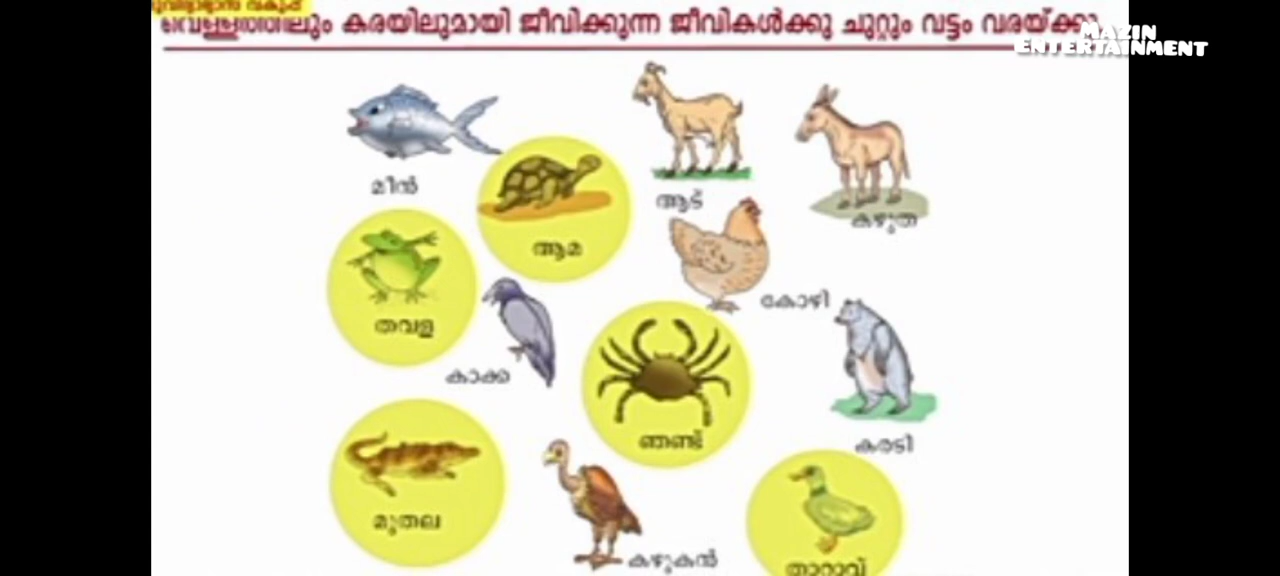 വെള്ളത്തിലും കരയിലുമായി ജീവിക്കുന്ന ജീവികൾക്കു ചുറ്റും വട്ടം വരയ്ക്കാം
MAZIN
ENTERTAINMENT
മീൻ
ആട്
കഴുത
ആമ
കോഴി
തവള
കാക്ക
ഞണ്ട്
കരടി
മുതല
കഴുകൻ
താറാവ്